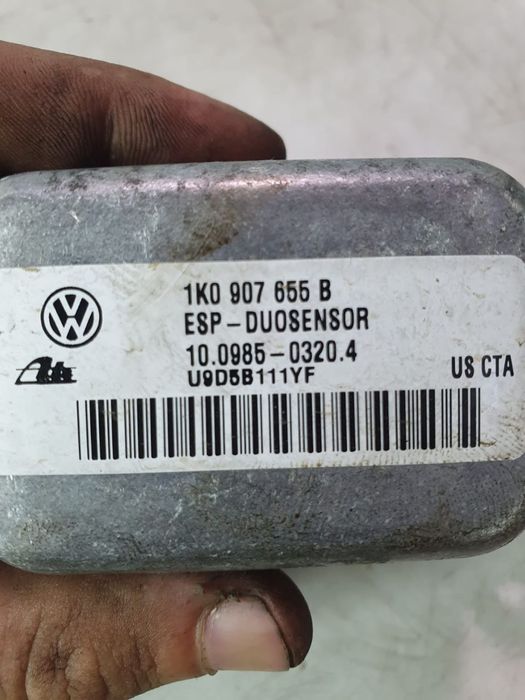 1K0 907 655 B
ESP-DUOSENSOR
10.0985-0320.4
U9D5B111YF
US CTA